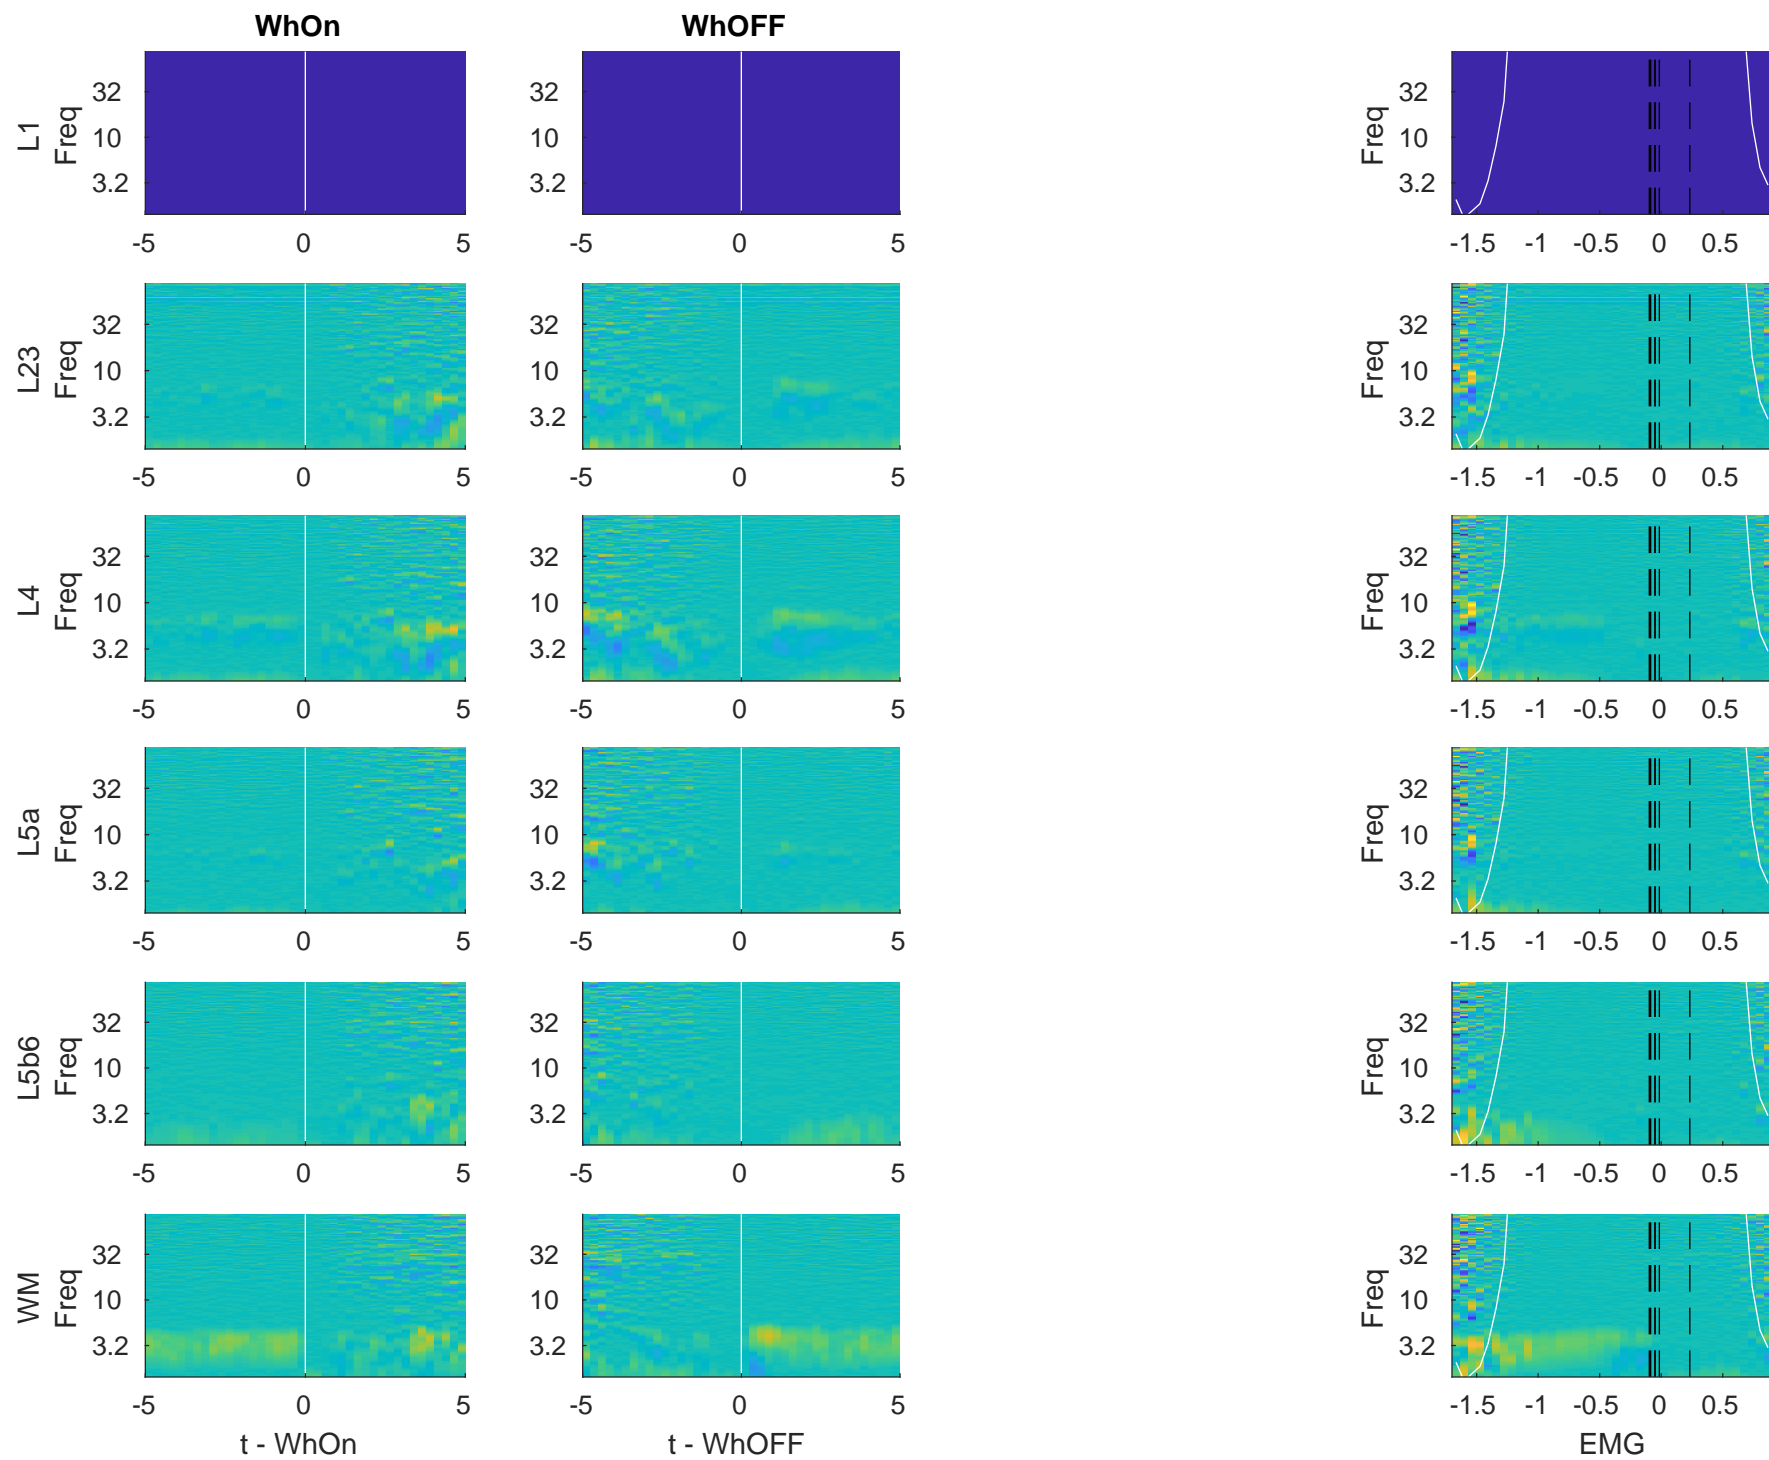 WhOn WhOFF
L1 Freq 32 10 3.2 32 10 3.2 Freq 32 10 3.2
-5 0 5 -5 0 5 -1.5 -1 -0.5 0 0.5
L23 Freq 32 10 3.2 32 10 3.2 Freq 32 10 3.2
-5 0 5 -5 0 5 -1.5 -1 -0.5 0 0.5
L4 Freq 32 10 3.2 32 10 3.2 Freq 32 10 3.2
-5 0 5 -5 0 5 -1.5 -1 -0.5 0 0.5
L5a Freq 32 10 3.2 32 10 3.2 Freq 32 10 3.2
-5 0 5 -5 0 5 -1.5 -1 -0.5 0 0.5
L5b6 Freq 32 10 3.2 32 10 3.2 Freq 32 10 3.2
-5 0 5 -5 0 5 -1.5 -1 -0.5 0 0.5
WM Freq 32 10 3.2 32 10 3.2 Freq 32 10 3.2
-5 0 5 -5 0 5 -1.5 -1 -0.5 0 0.5
t - WhOn t - WhOFF EMG